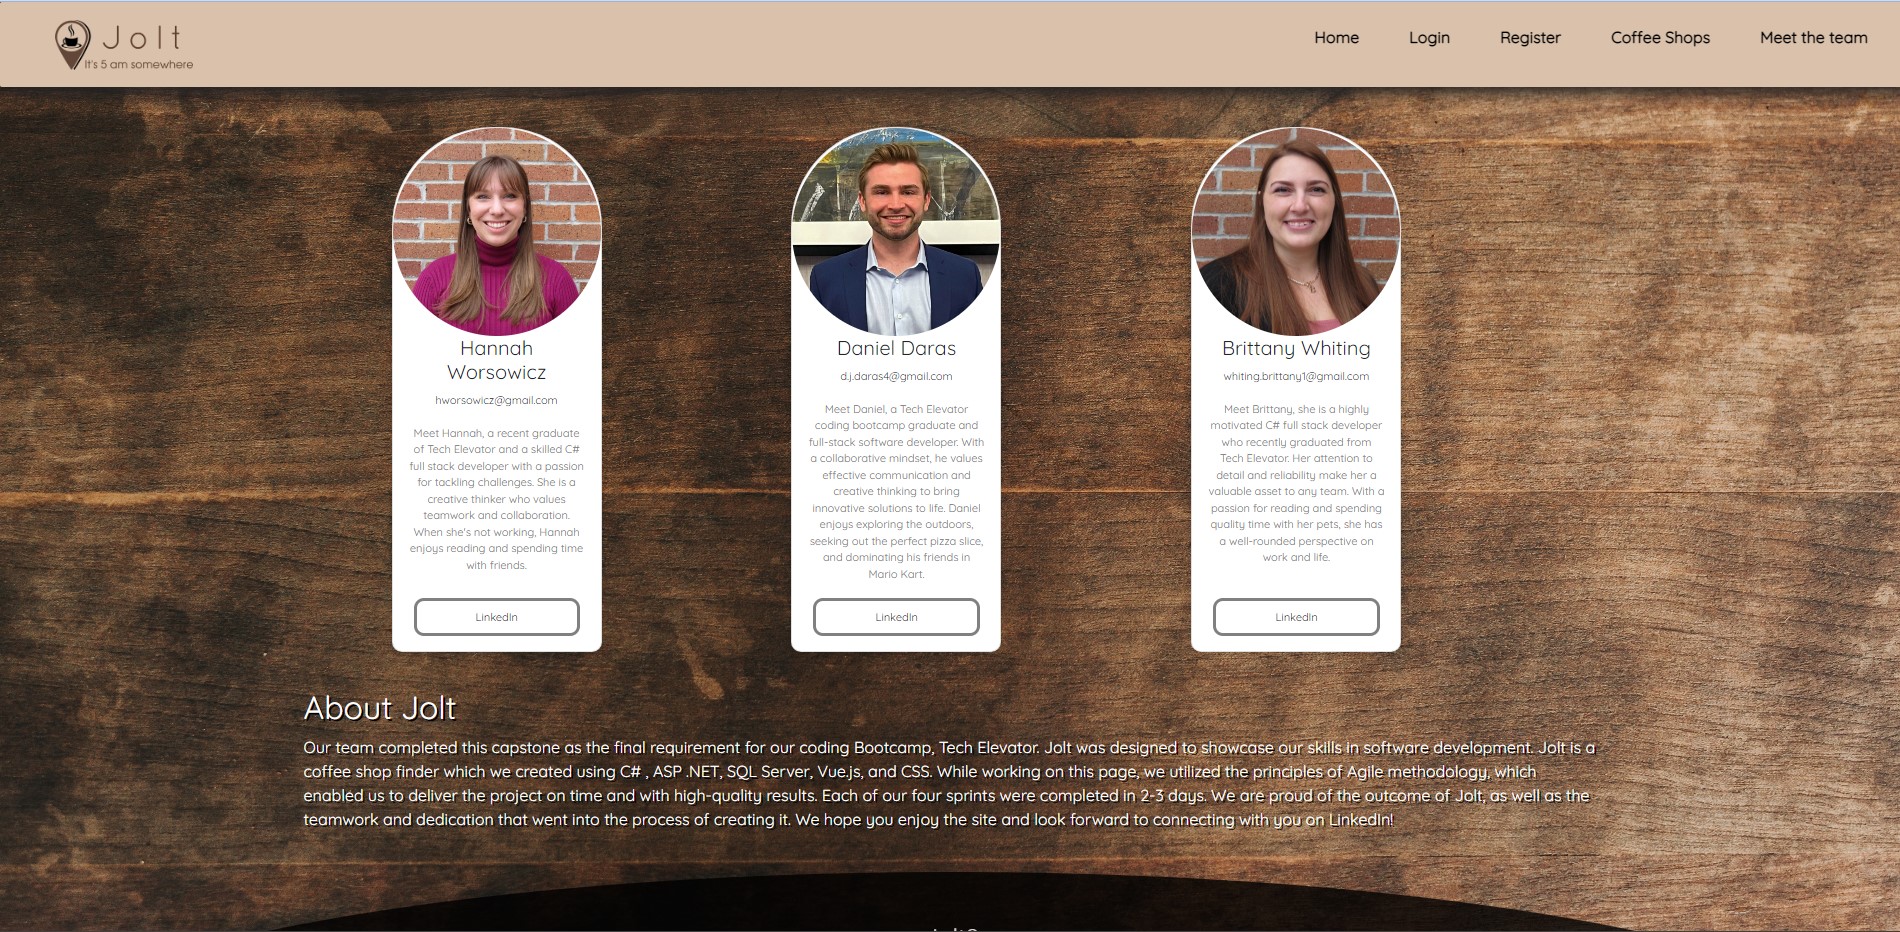 Jolt
It's 5 am somewhere
Home Login Register Coffee Shops Meet the team
Hannah
Worsowicz
hworsowicz@gmail.com
Meet Hannah, a recent graduate
of Tech Elevator and a skilled C#
full stack developer with a passion
for tackling challenges. She is a
creative thinker who values
teamwork and collaboration.
When she's not working, Hannah
enjoys reading and spending time
with friends.
LinkedIn
Daniel Daras
d.j.daras4@gmail.com
Meet Daniel, a Tech Elevator
coding bootcamp graduate and
full-stack software developer. With
a collaborative mindset, he values
effective communication and
creative thinking to bring
innovative solutions to life. Daniel
enjoys exploring the outdoors,
seeking out the perfect pizza slice,
and dominating his friends in
Mario Kart.
LinkedIn
Brittany Whiting
whiting.brittany1@gmail.com
Meet Brittany, she is a highly
motivated C# full stack developer
who recently graduated from
Tech Elevator. Her attention to
detail and reliability make her a
valuable asset to any team. With a
passion for reading and spending
quality time with her pets, she has
a well-rounded perspective on
work and life.
LinkedIn
About Jolt
Our team completed this capstone as the final requirement for our coding Bootcamp, Tech Elevator. Jolt was designed to showcase our skills in software development. Jolt is a
coffee shop finder which we created using C# , ASP .NET, SQL Server, Vue.js, and CSS. While working on this page, we utilized the principles of Agile methodology, which
enabled us to deliver the project on time and with high-quality results. Each of our four sprints were completed in 2-3 days. We are proud of the outcome of Jolt, as well as the
teamwork and dedication that went into the process of creating it. We hope you enjoy the site and look forward to connecting with you on LinkedIn!